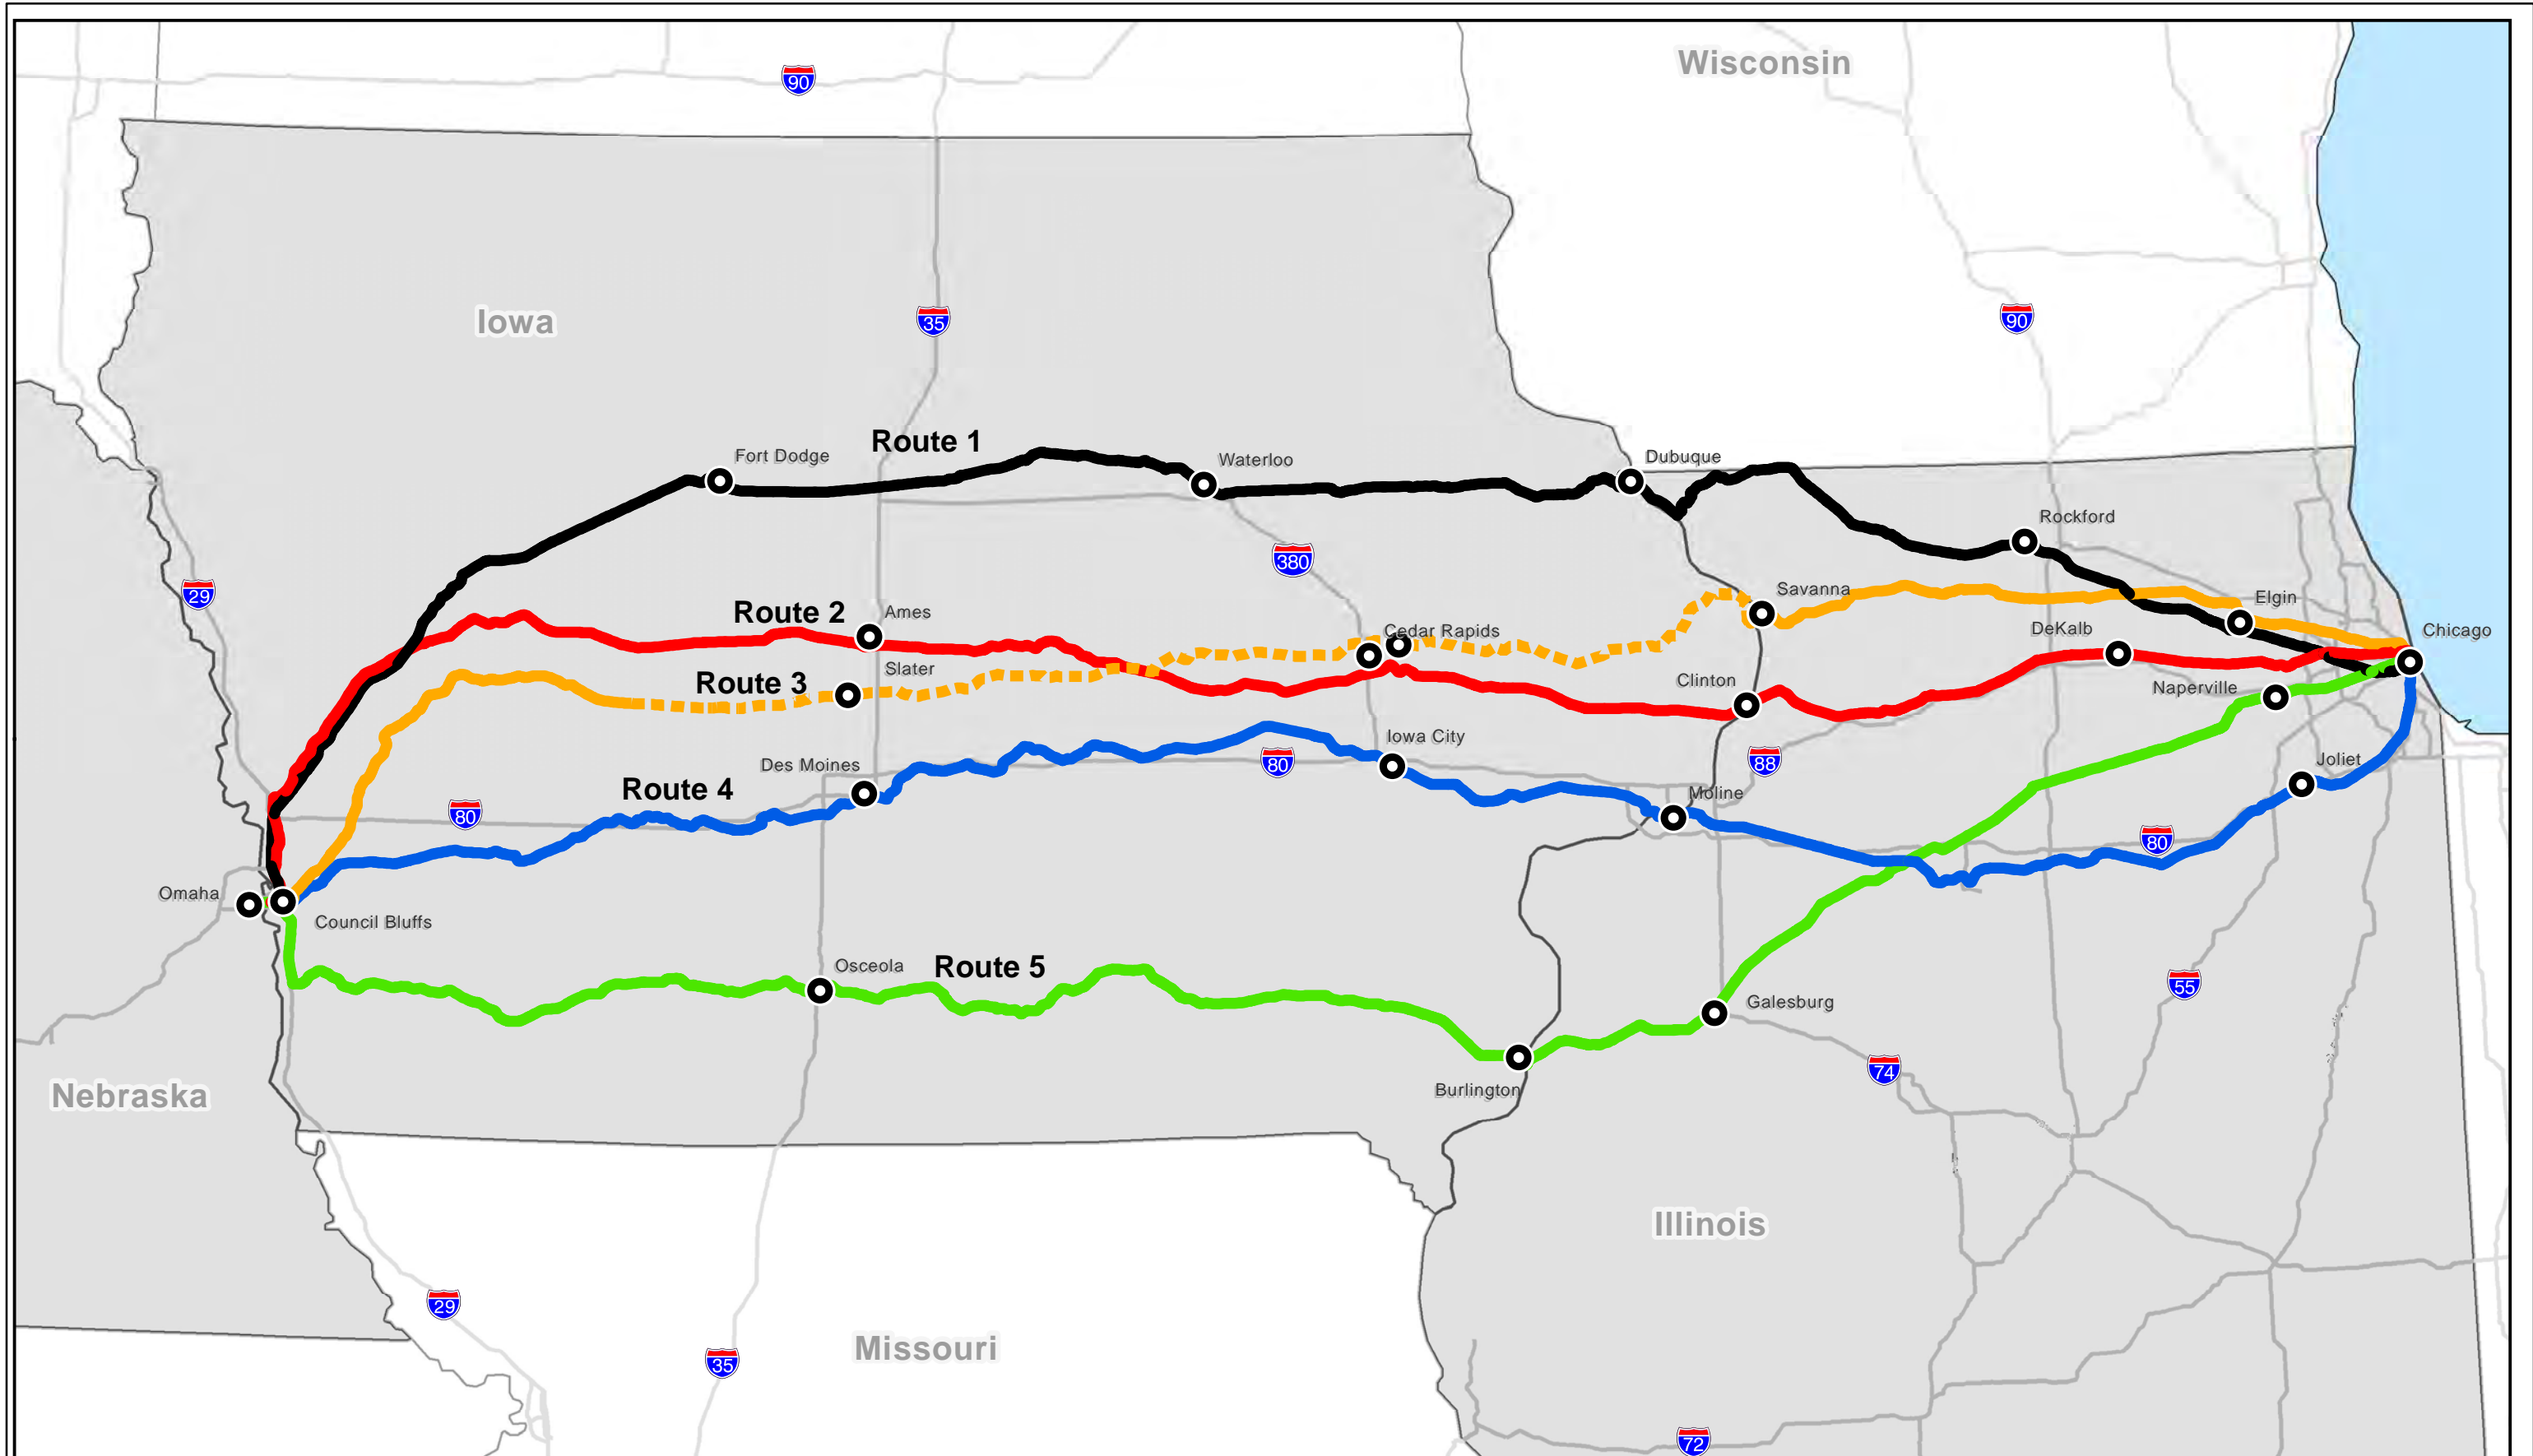 Wisconsin
90
Iowa
35
90
Route 1
Fort Dodge
Waterloo
Dubuque
Rockford
380
29
Savanna
Elgin
Route 2
Ames
Cedar Rapids
DeKalb
Chicago
Slater
Route 3
Clinton
Naperville
Iowa City
Des Moines
80
88
Joliet
Route 4
Moline
80
80
Omaha
Council Bluffs
Osceola
Route 5
55
Galesburg
74
Burlington
Nebraska
Illinois
29
Missouri
35
72